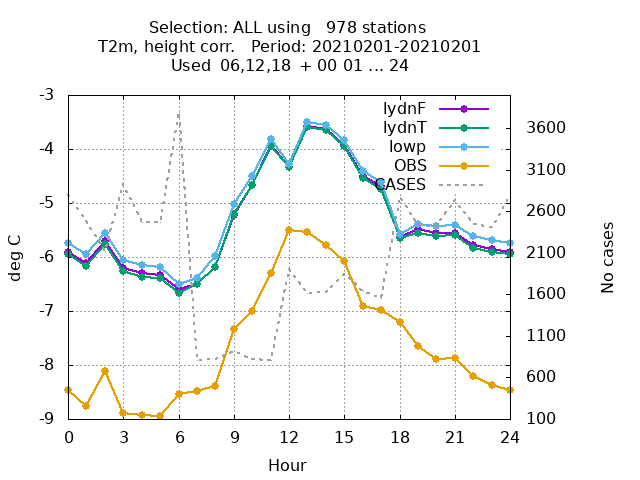 Selection: ALL using   978 stations
T2m, height corr.   Period: 20210201-20210201
Used  06,12,18  + 00 01 ... 24
-3
-4
-5
-6
-7
-8
-9
deg C
lydnF
lydnT
lowp
OBS
CASES
3600
3100
2600
2100
1600
1100
600
100
No cases
0 3 6 9 12 15 18 21 24
Hour